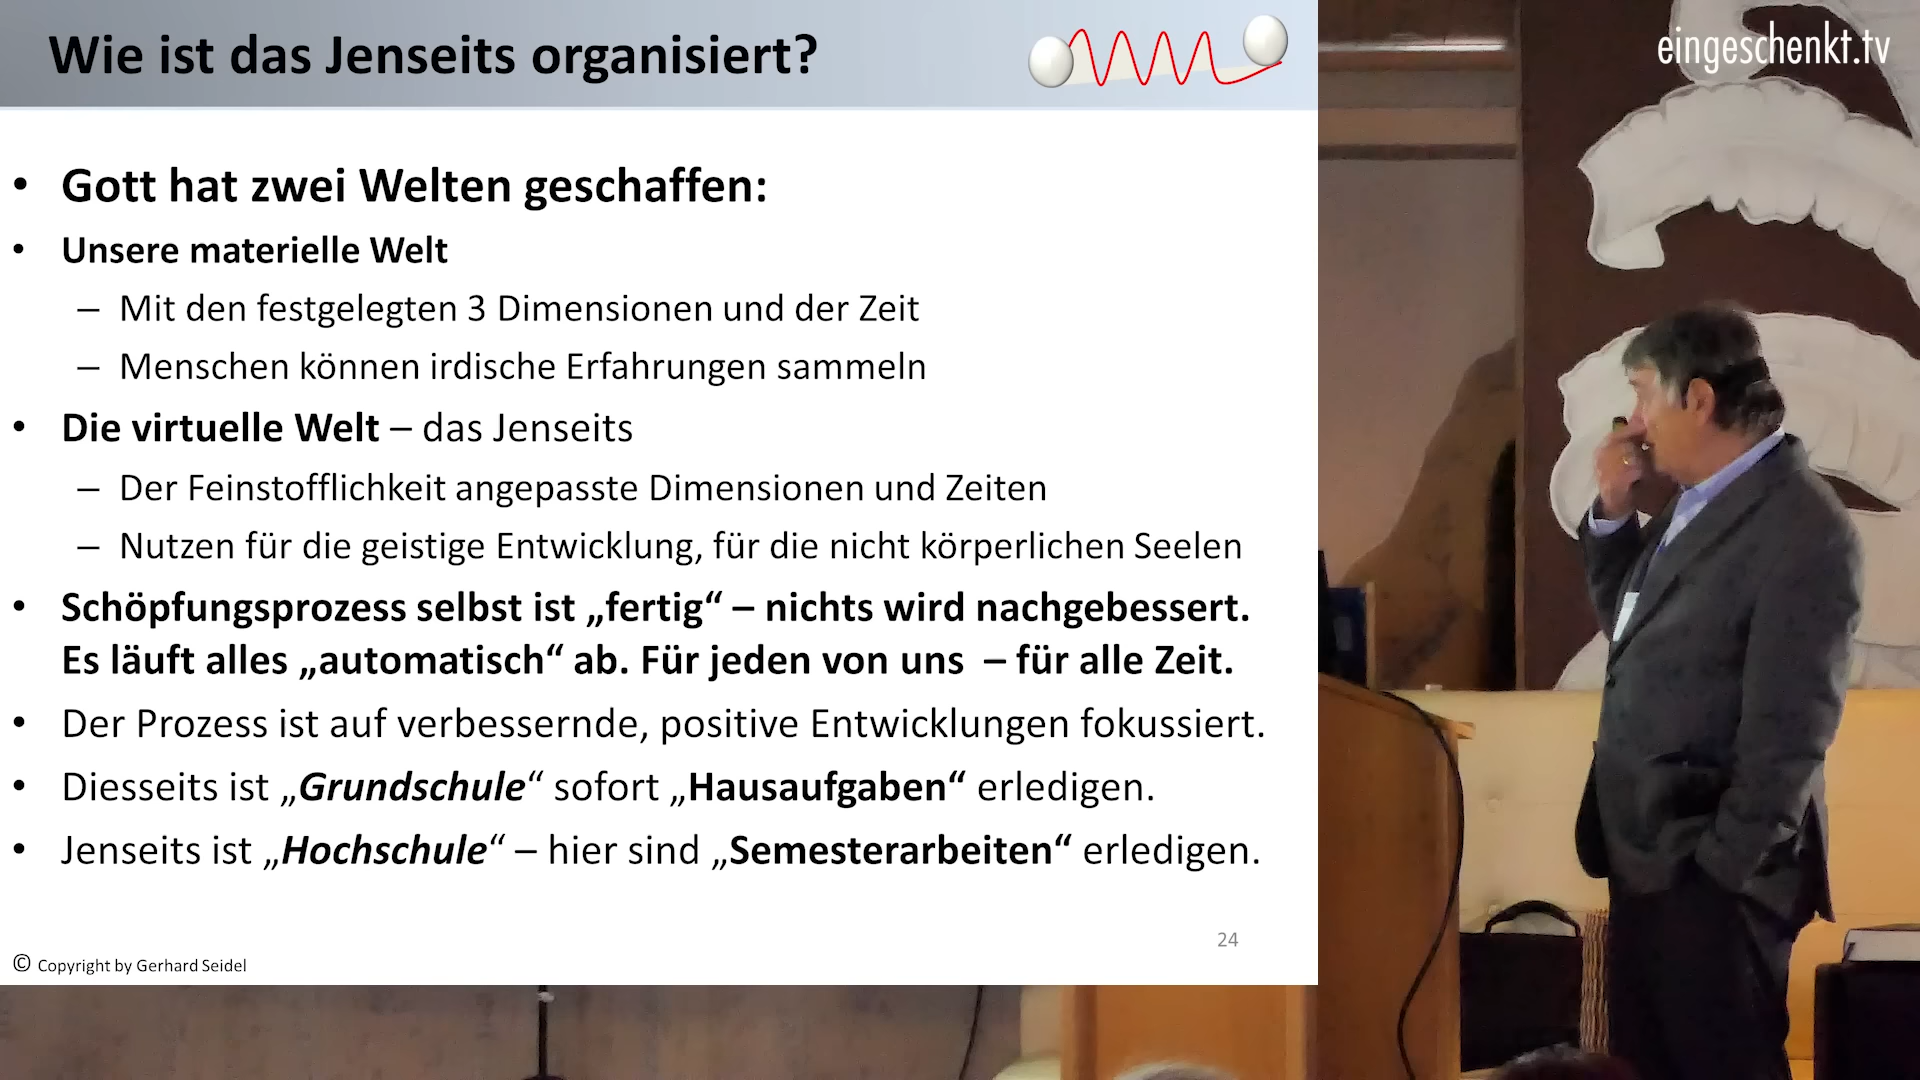 Wie ist das Jenseits organisiert?
eingeschenkt.tv
• Gott hat zwei Welten geschaffen:
• Unsere materielle Welt
– Mit den festgelegten 3 Dimensionen und der Zeit
– Menschen können irdische Erfahrungen sammeln
• Die virtuelle Welt – das Jenseits
– Der Feinstofflichkeit angepasste Dimensionen und Zeiten
– Nutzen für die geistige Entwicklung, für die nicht körperlichen Seelen
• Schöpfungsprozess selbst ist „fertig“ – nichts wird nachgebessert.
Es läuft alles „automatisch“ ab. Für jeden von uns – für alle Zeit.
• Der Prozess ist auf verbessernde, positive Entwicklungen fokussiert.
• Diesseits ist „Grundschule“ sofort „Hausaufgaben“ erledigen.
• Jenseits ist „Hochschule“ – hier sind „Semesterarbeiten“ erledigen.
24
© Copyright by Gerhard Seidel